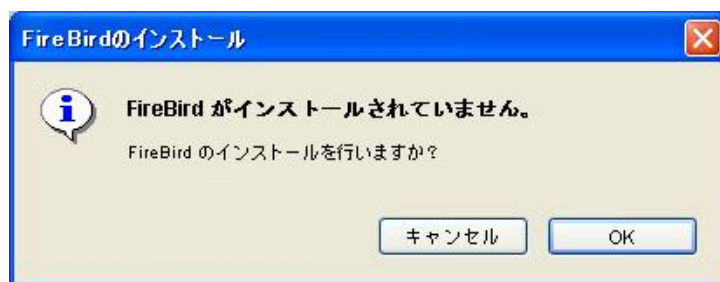 FireBirdのインストール
FireBird がインストールされていません。
FireBird のインストールを行いますか？
キャンセル
OK